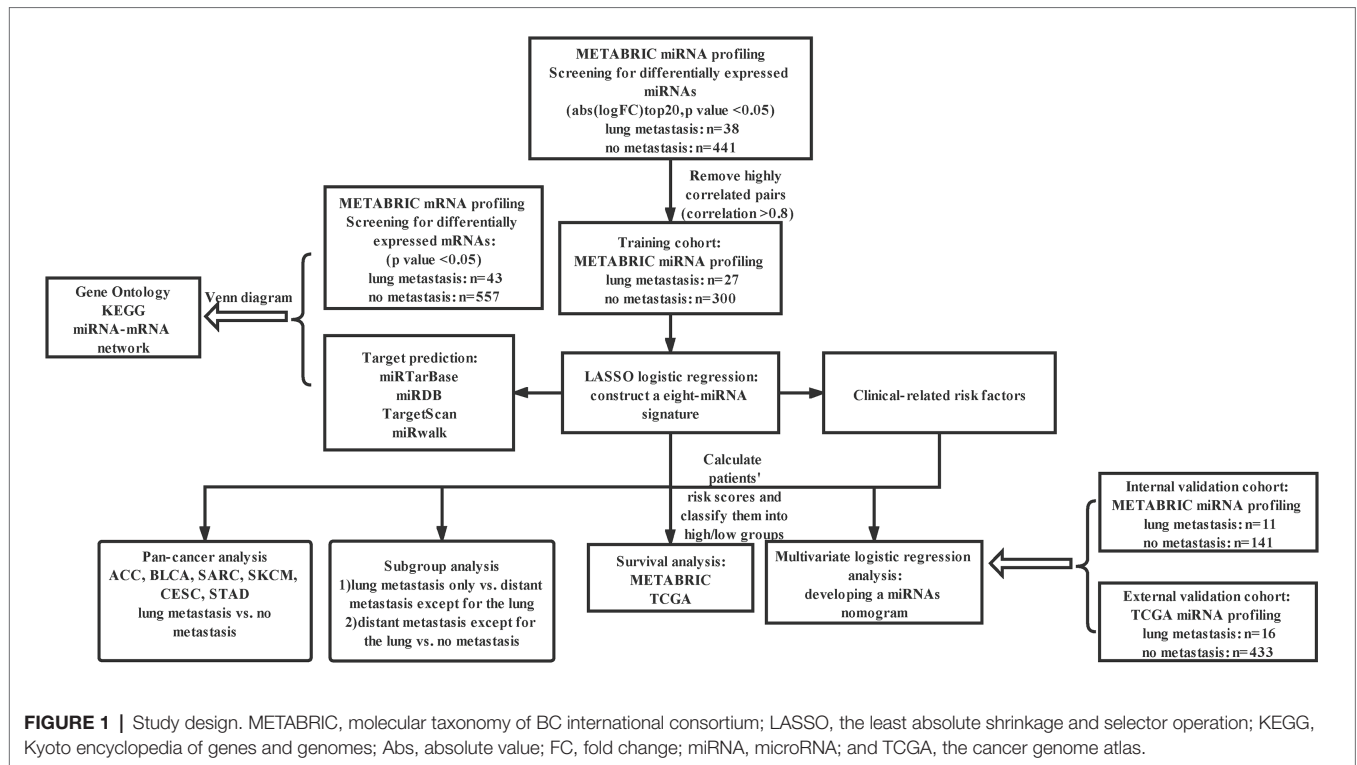 METABRIC miRNA profiling
Screening for differentially expressed
miRNAs
(abs(logFC)top20,p value <0.05)
lung metastasis: n=38
no metastasis: n=441
Remove highly
correlated pairs
(correlation >0.8)
METABRIC mRNA profiling
Screening for differentially
expressed mRNAs:
(p value <0.05)
lung metastasis: n=43
no metastasis: n=557
Training cohort:
METABRIC miRNA profiling
lung metastasis: n=27
no metastasis: n=300
Gene Ontology
KEGG
miRNA-mRNA
network
Venn diagram
Target prediction:
miRTarBase
miRDB
TargetScan
miRwalk
LASSO logistic regression:
construct a eight-miRNA
signature
Clinical-related risk factors
Calculate
patients'
risk scores and
classify them into
high/low groups
Internal validation cohort:
METABRIC miRNA profiling
lung metastasis: n=11
no metastasis: n=141
Pan-cancer analysis
ACC, BLCA, SARC, SKCM,
CESC, STAD
lung metastasis vs. no
metastasis
Subgroup analysis
1)lung metastasis only vs. distant
metastasis except for the lung
2)distant metastasis except for
the lung vs. no metastasis
Survival analysis:
METABRIC
TCGA
Multivariate logistic regression
analysis:
developing a miRNAs
nomogram
External validation cohort:
TCGA miRNA profiling
lung metastasis: n=16
no metastasis: n=433
FIGURE 1 | Study design. METABRIC, molecular taxonomy of BC international consortium; LASSO, the least absolute shrinkage and selector operation; KEGG,
Kyoto encyclopedia of genes and genomes; Abs, absolute value; FC, fold change; miRNA, microRNA; and TCGA, the cancer genome atlas.